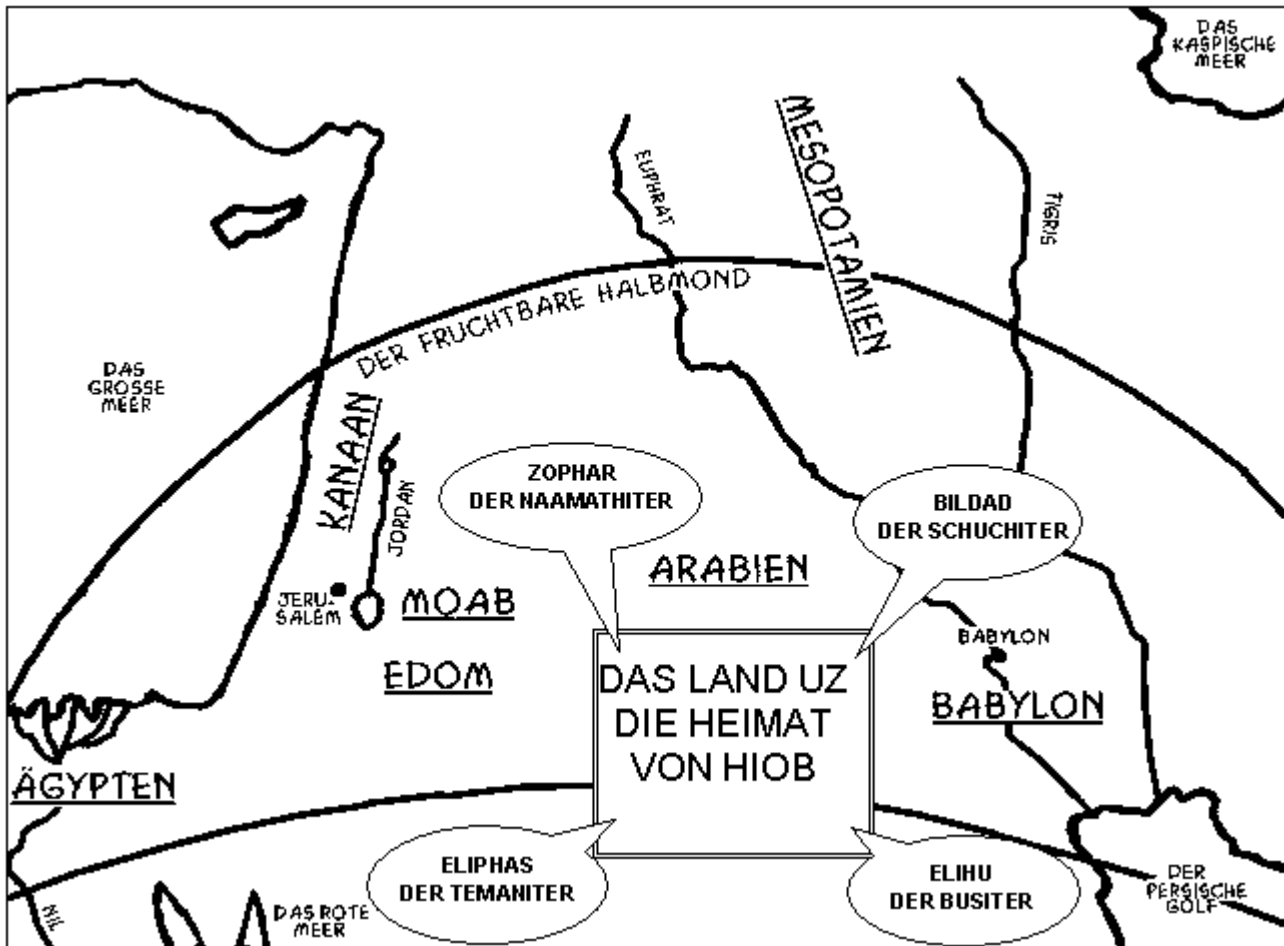 DAS
KASPISCHE
MEER
MESOPOTAMIEN
EUPHRAT
TIGRIS
DER FRUCHTBARE HALBMOND
DAS
GROSSE
MEER
KANAAN
JORDAN
ZOPHAR
DER NAAMATHITER
BILDAD
DER SCHUCHITER
ARABIEN
JERU-
SALEM
MOAB
EDOM
BABYLON
BABYLON
DAS LAND UZ
DIE HEIMAT
VON HIOB
ÄGYPTEN
ELIPHAS
DER TEMANITER
ELIHU
DER BUSITER
DER
PERSISCHE
GOLF
NIL
DAS ROTE
MEER